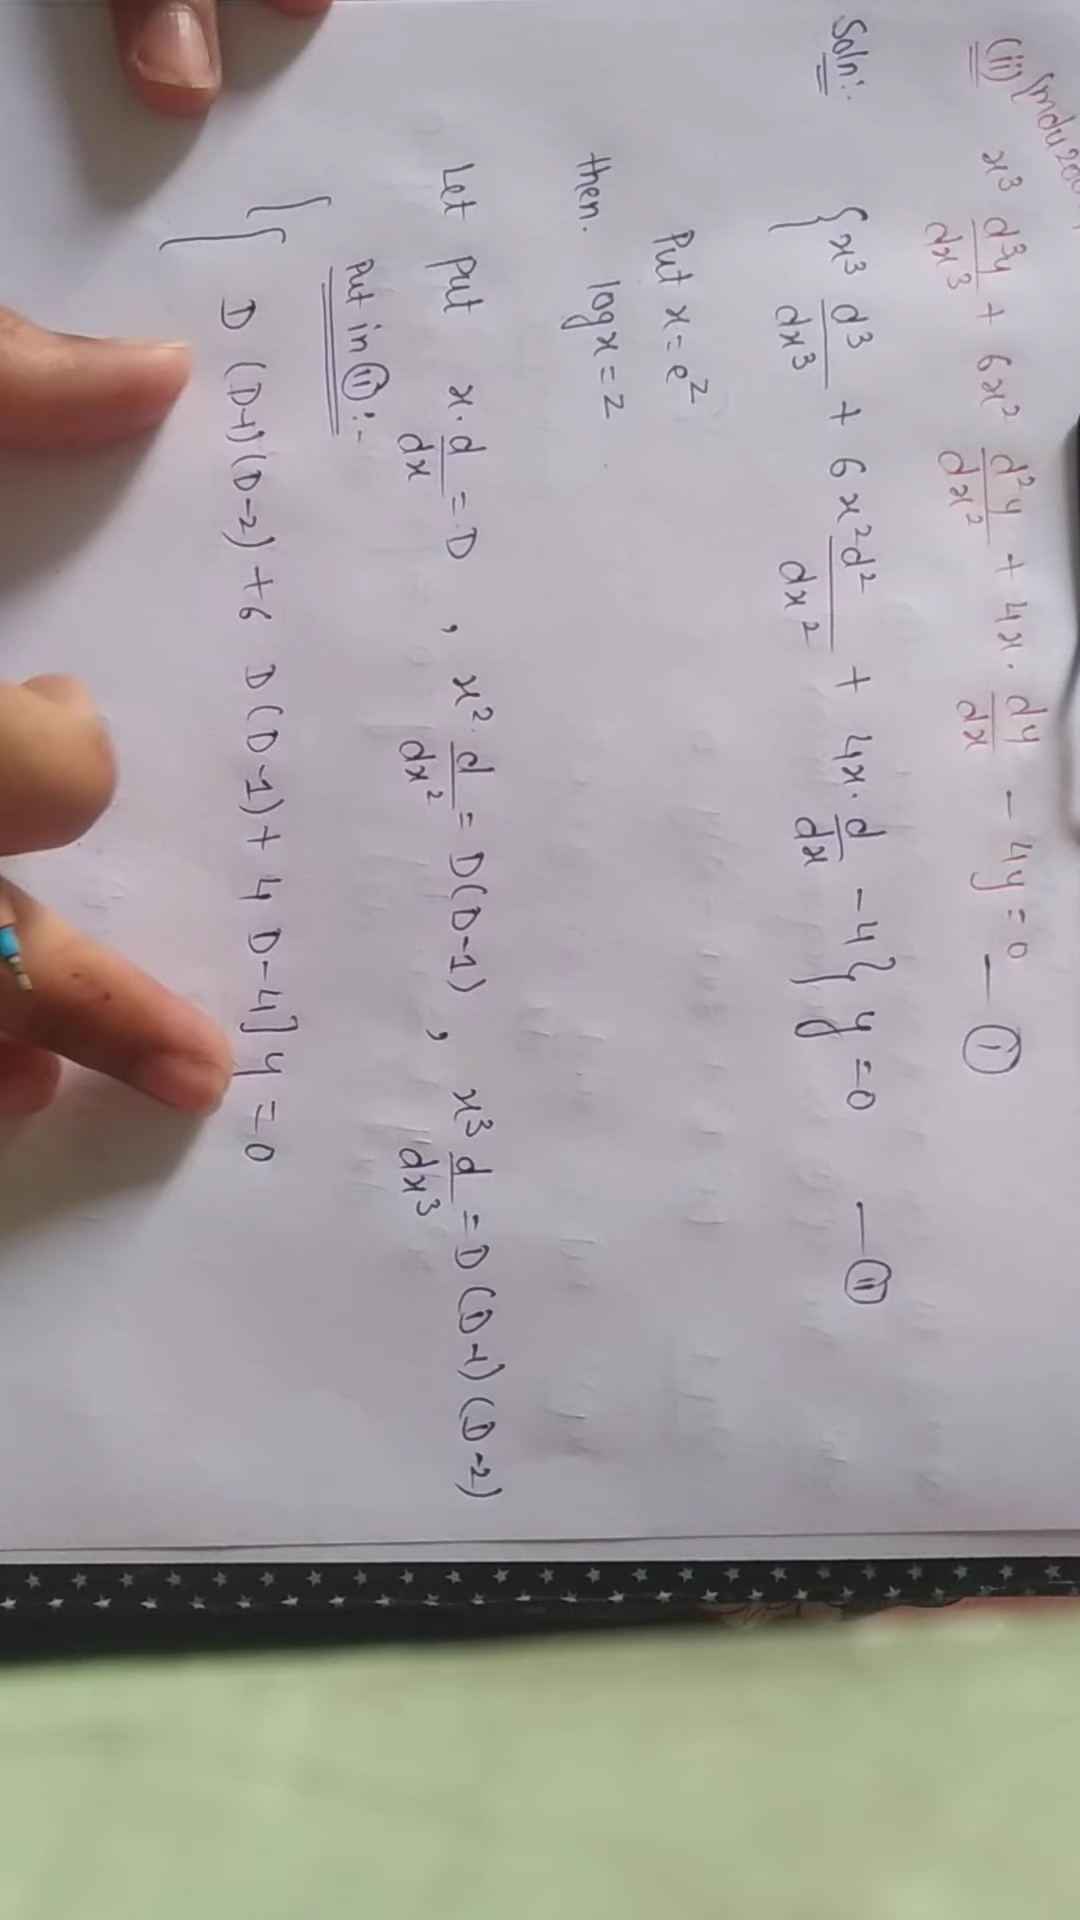 (ii) x³ d³y/dx³ + 6x² d²y/dx² + 4x. dy/dx - 4y = 0 — (i)
Soln:- {x³ d³/dx³ + 6x² d²/dx² + 4x. d/dx - 4} y = 0 — (ii)
Put x = e^z
then. log x = z
Let put x. d/dx = D , x². d/dx² = D(D-1) , x³ d/dx³ = D(D-1)(D-2)
Put in (ii) :-
[ D (D-1)(D-2) + 6 D(D-1) + 4 D - 4] y = 0